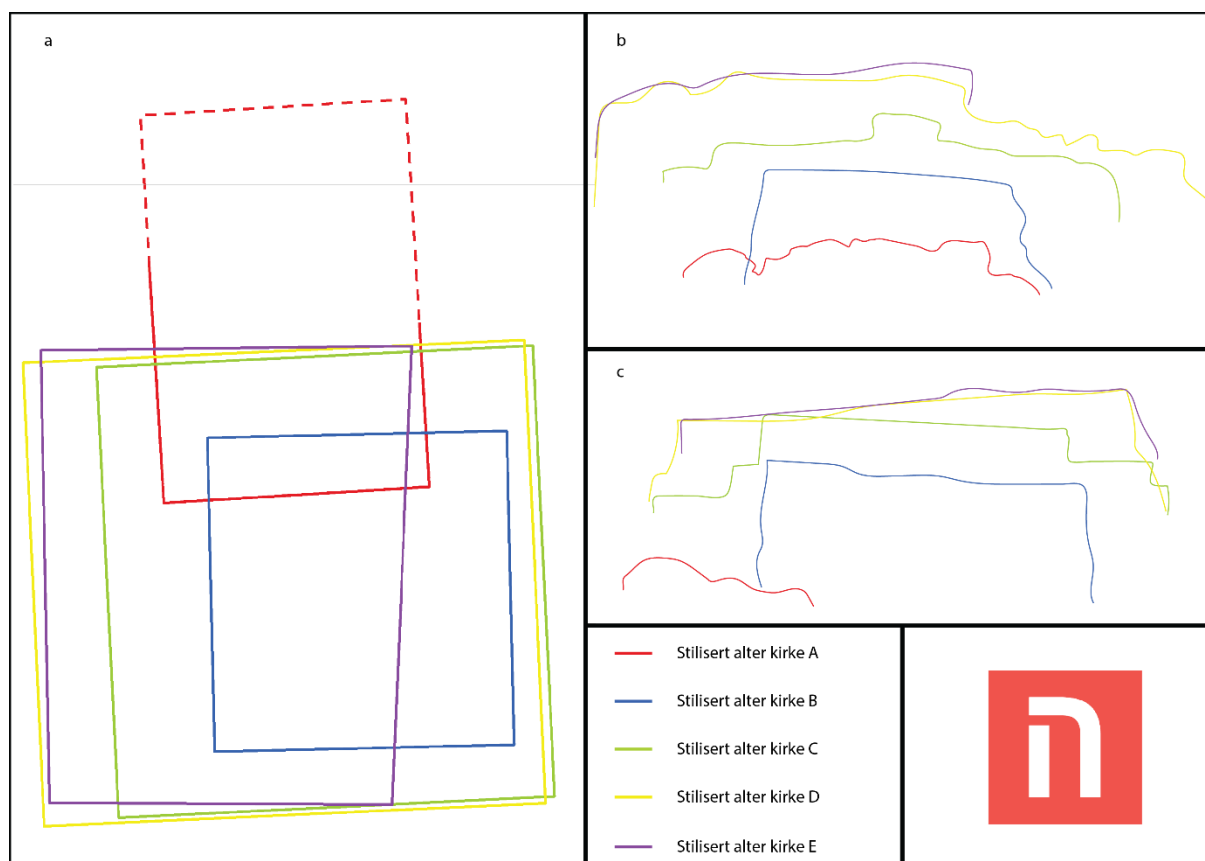 a
b
c
Stilisert alter kirke A
Stilisert alter kirke B
Stilisert alter kirke C
Stilisert alter kirke D
Stilisert alter kirke E